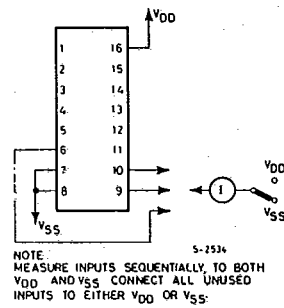 VDD
1 16
2 15
3 14
4 13
5 12
6 11
7 10
8 9
I
VDD
VSS
VSS
S-2534
NOTE
MEASURE INPUTS SEQUENTIALLY, TO BOTH
VDD AND VSS CONNECT ALL UNUSED
INPUTS TO EITHER VDD OR VSS.